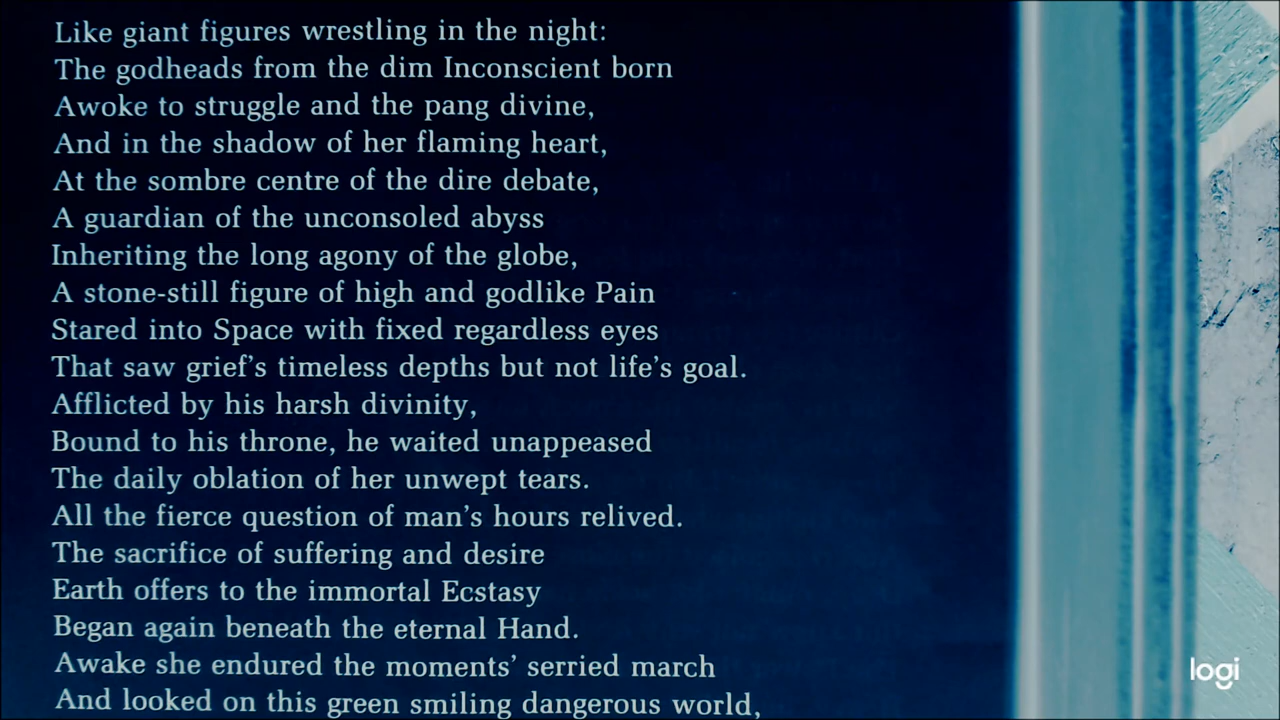 Like giant figures wrestling in the night:
The godheads from the dim Inconscient born
Awoke to struggle and the pang divine,
And in the shadow of her flaming heart,
At the sombre centre of the dire debate,
A guardian of the unconsoled abyss
Inheriting the long agony of the globe,
A stone-still figure of high and godlike Pain
Stared into Space with fixed regardless eyes
That saw grief's timeless depths but not life's goal.
Afflicted by his harsh divinity,
Bound to his throne, he waited unappeased
The daily oblation of her unwept tears.
All the fierce question of man's hours relived.
The sacrifice of suffering and desire
Earth offers to the immortal Ecstasy
Began again beneath the eternal Hand.
Awake she endured the moments' serried march
And looked on this green smiling dangerous world,
logi